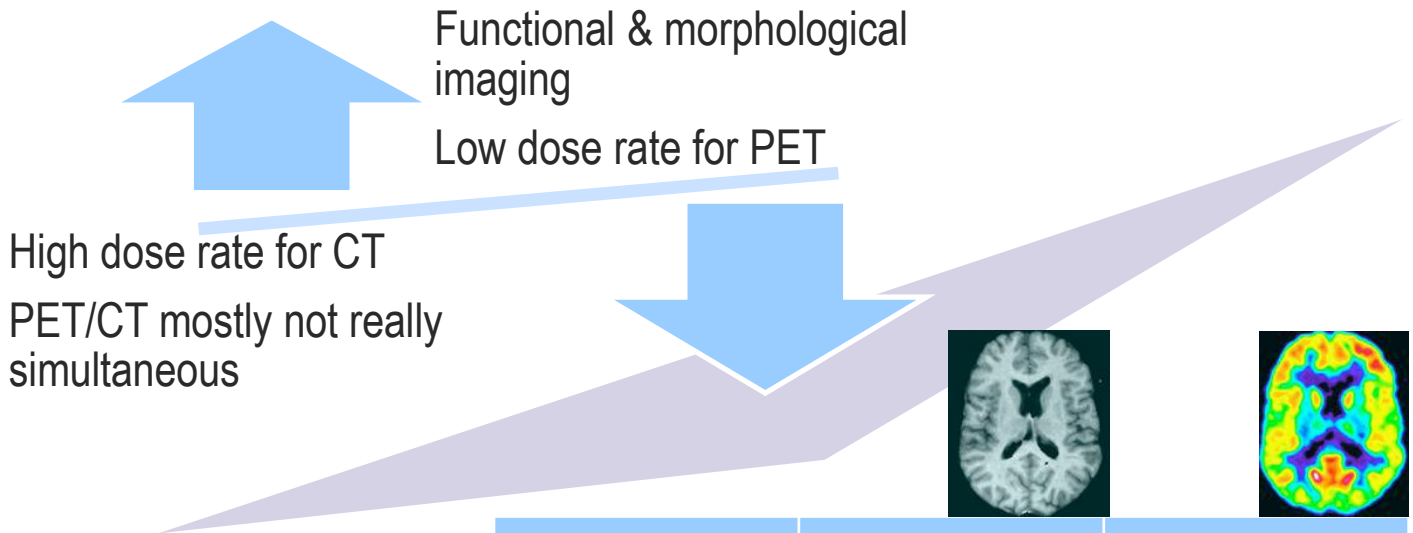 Functional & morphological
imaging
Low dose rate for PET
High dose rate for CT
PET/CT mostly not really
simultaneous